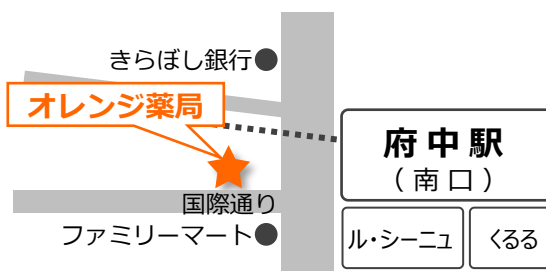 きらぼし銀行
オレンジ薬局
府中駅
(南口)
国際通り
ファミリーマート
ル・シーニュ
くるる